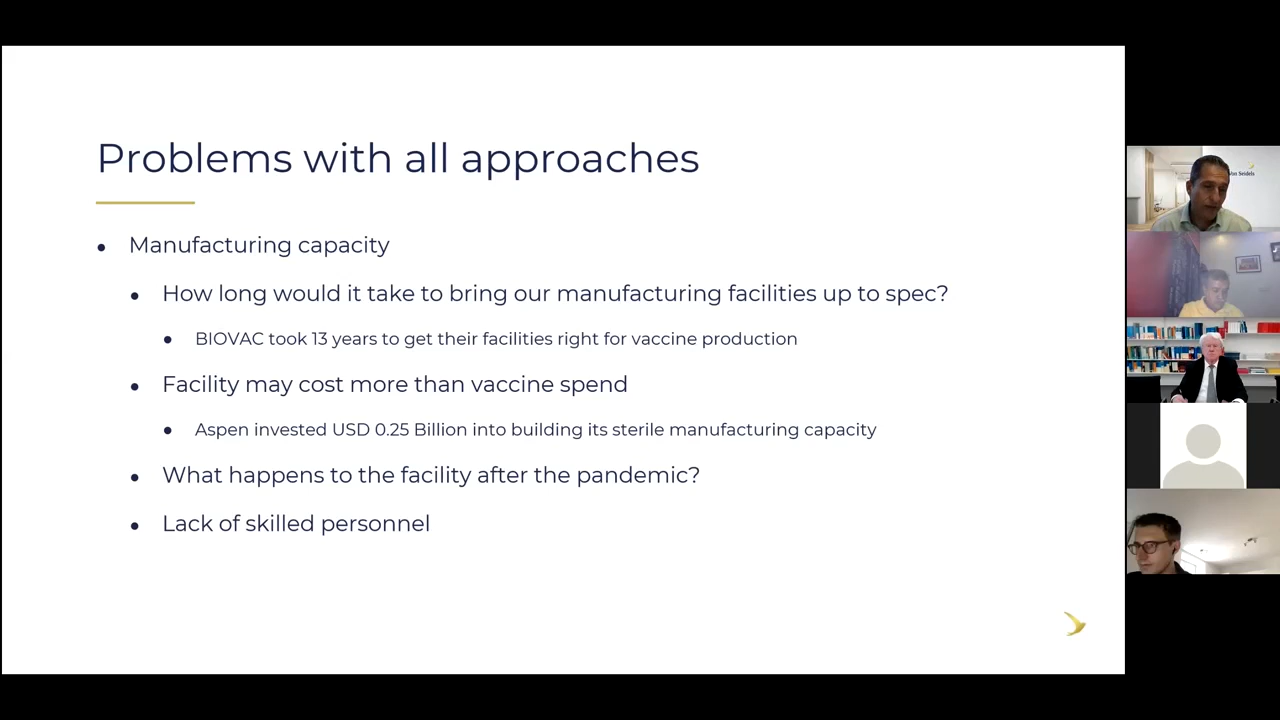 Problems with all approaches
Manufacturing capacity
How long would it take to bring our manufacturing facilities up to spec?
BIOVAC took 13 years to get their facilities right for vaccine production
Facility may cost more than vaccine spend
Aspen invested USD 0.25 Billion into building its sterile manufacturing capacity
What happens to the facility after the pandemic?
Lack of skilled personnel
Von Seidels